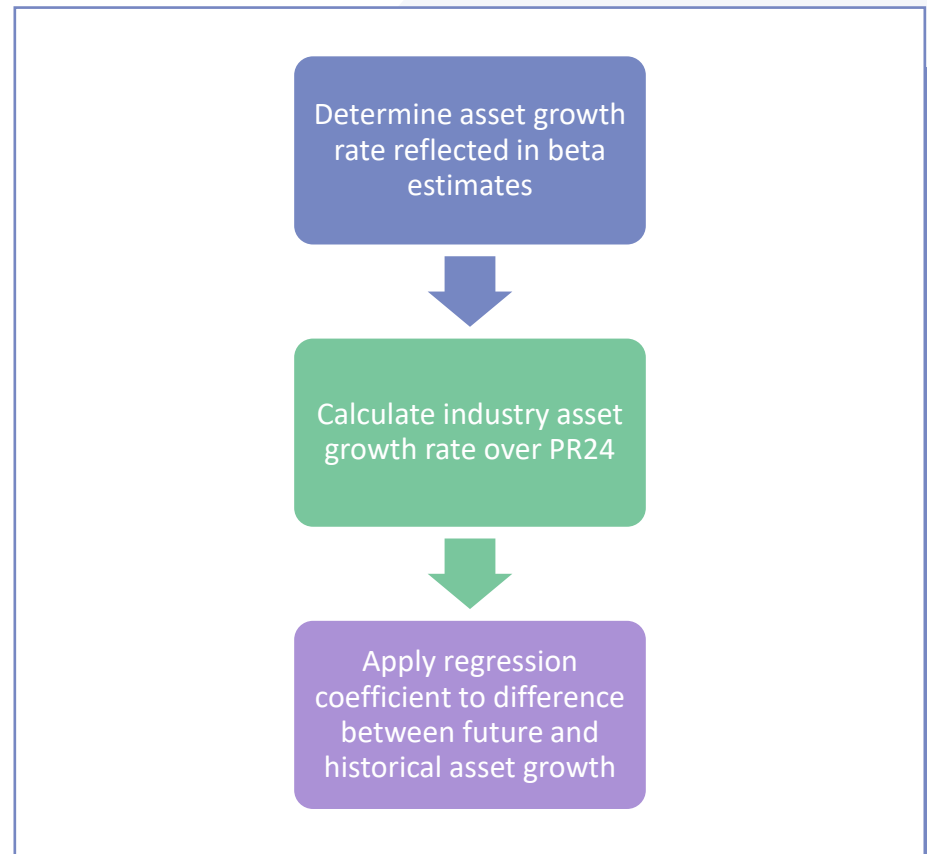 Determine asset growth
rate reflected in beta
estimates
Calculate industry asset
growth rate over PR24
Apply regression
coefficient to difference
between future and
historical asset growth